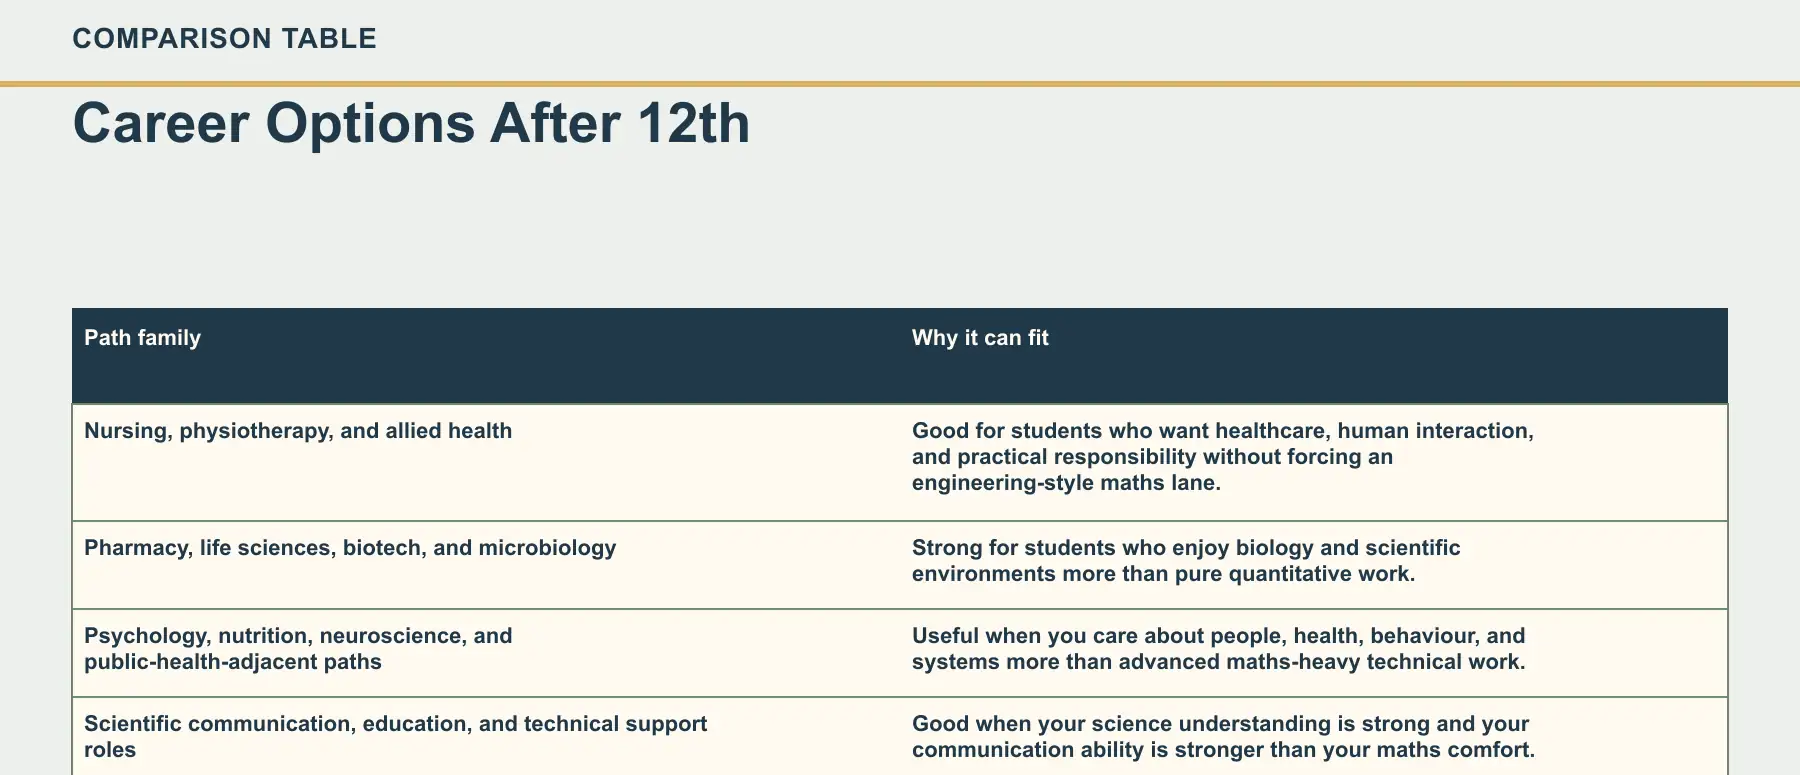 COMPARISON TABLE
Career Options After 12th
Path family
Why it can fit
Nursing, physiotherapy, and allied health
Good for students who want healthcare, human interaction,
and practical responsibility without forcing an
engineering-style maths lane.
Pharmacy, life sciences, biotech, and microbiology
Strong for students who enjoy biology and scientific
environments more than pure quantitative work.
Psychology, nutrition, neuroscience, and
public-health-adjacent paths
Useful when you care about people, health, behaviour, and
systems more than advanced maths-heavy technical work.
Scientific communication, education, and technical support
roles
Good when your science understanding is strong and your
communication ability is stronger than your maths comfort.